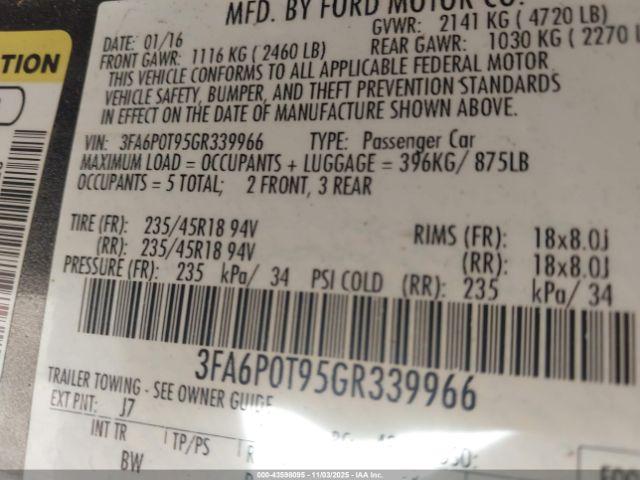 MFD. BY FORD MOTOR CO.
DATE: 01/16 GVWR: 2141 KG ( 4720 LB)
FRONT GAWR: 1116 KG ( 2460 LB) REAR GAWR: 1030 KG ( 2270
THIS VEHICLE CONFORMS TO ALL APPLICABLE FEDERAL MOTOR
VEHICLE SAFETY, BUMPER, AND THEFT PREVENTION STANDARDS
IN EFFECT ON THE DATE OF MANUFACTURE SHOWN ABOVE.
VIN: 3FA6P0T95GR339966 TYPE: Passenger Car
MAXIMUM LOAD = OCCUPANTS + LUGGAGE = 396KG/ 875LB
OCCUPANTS = 5 TOTAL; 2 FRONT, 3 REAR
TIRE (FR): 235/45R18 94V RIMS (FR): 18x8.0J
(RR): 235/45R18 94V (RR): 18x8.0J
PRESSURE (FR): 235 kPa/ 34 PSI COLD (RR): 235 kPa/ 34
3FA6P0T95GR339966
TRAILER TOWING - SEE OWNER GUIDE
EXT PNT: J7
INT TR TP/PS
BW
000-43598095 - 11/03/2025 - IAAI.COM